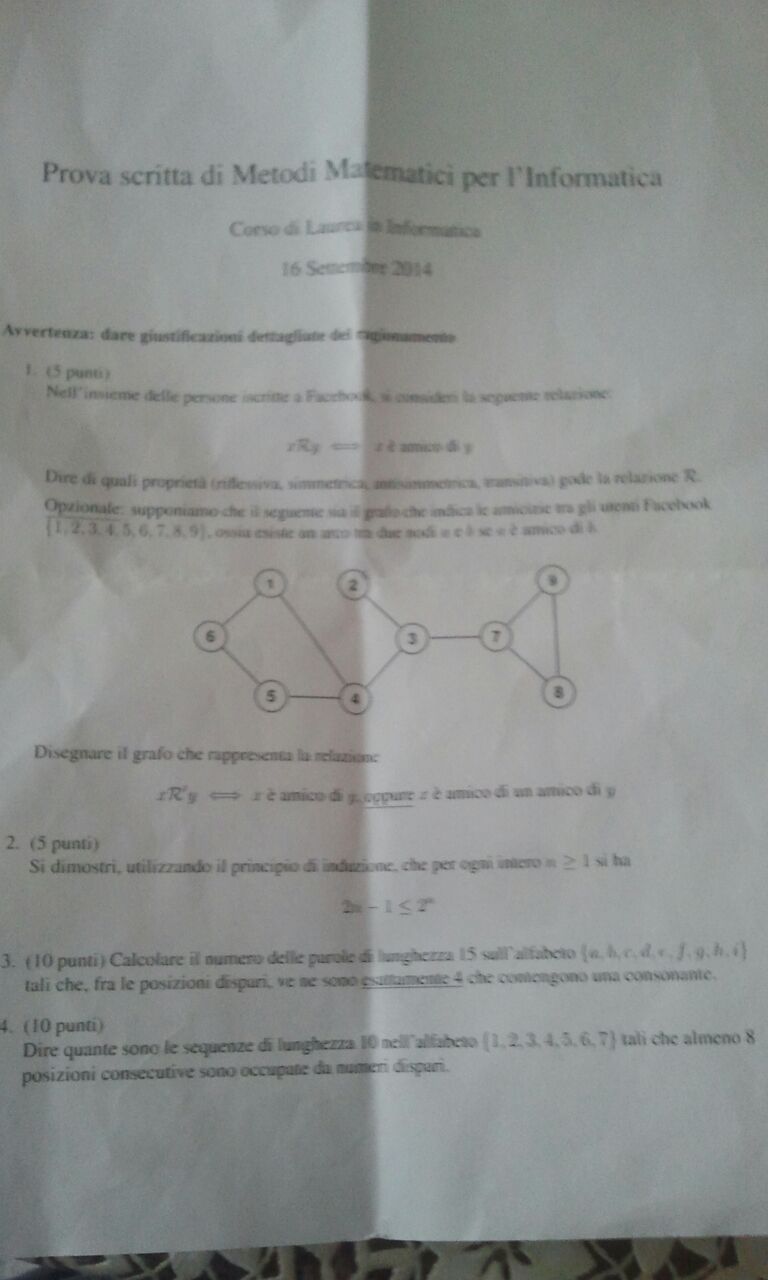 Prova scritta di Metodi Matematici per l'Informatica
Corso di Laurea in Informatica
16 Settembre 2014
Avvertenza: dare giustificazioni dettagliate del ragionamento
1. (5 punti)
Nell'insieme delle persone iscritte a Facebook, si consideri la seguente relazione:
xRy ⟺ x è amico di y
Dire di quali proprietà (riflessiva, simmetrica, antisimmetrica, transitiva) gode la relazione R.
Opzionale: supponiamo che il seguente sia il grafo che indica le amicizie tra gli utenti Facebook
{1, 2, 3, 4, 5, 6, 7, 8, 9}, ossia esiste un arco tra due nodi a e b se a è amico di b.
1 2 9
6 3 7
5 4 8
Disegnare il grafo che rappresenta la relazione
xR'y ⟺ x è amico di y, oppure x è amico di un amico di y
2. (5 punti)
Si dimostri, utilizzando il principio di induzione, che per ogni intero n ≥ 1 si ha
2n − 1 ≤ 2ⁿ
3. (10 punti) Calcolare il numero delle parole di lunghezza 15 sull'alfabeto {a, b, c, d, e, f, g, h, i}
tali che, fra le posizioni dispari, ve ne sono esattamente 4 che contengono una consonante.
4. (10 punti)
Dire quante sono le sequenze di lunghezza 10 nell'alfabeto {1, 2, 3, 4, 5, 6, 7} tali che almeno 8
posizioni consecutive sono occupate da numeri dispari.